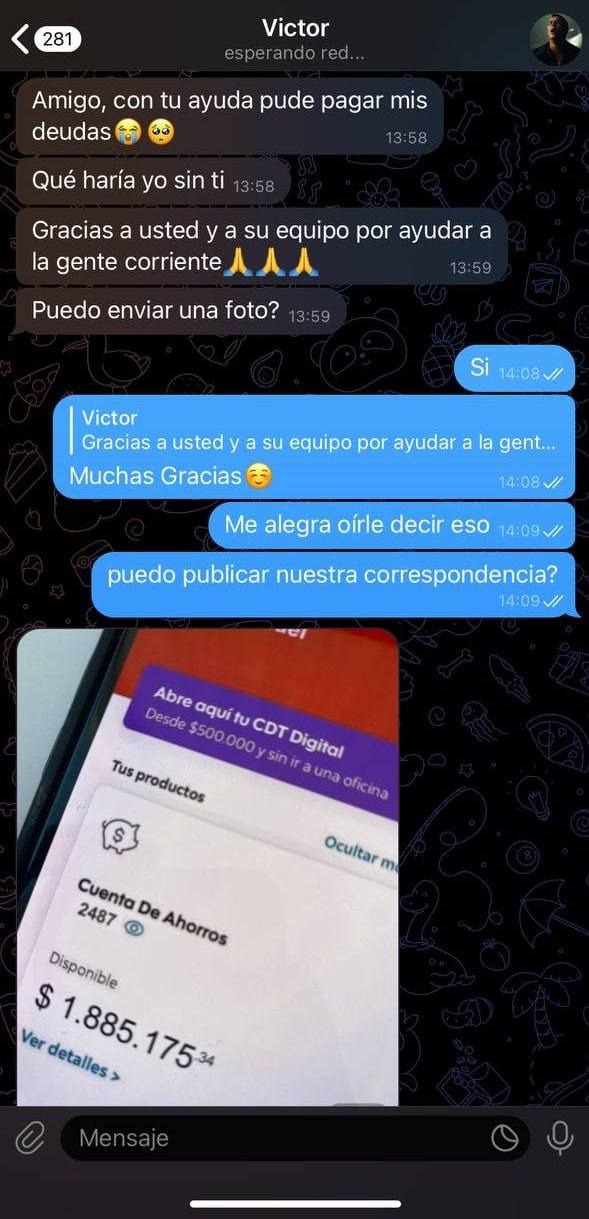 281
Victor
esperando red...
Amigo, con tu ayuda pude pagar mis
deudas😭🥺
13:58
Qué haría yo sin ti 13:58
Gracias a usted y a su equipo por ayudar a
la gente corriente🙏🙏🙏
13:59
Puedo enviar una foto? 13:59
Si 14:08
Victor
Gracias a usted y a su equipo por ayudar a la gent...
Muchas Gracias☺️
14:08
Me alegra oírle decir eso 14:09
puedo publicar nuestra correspondencia?
14:09
Abre aquí tu CDT Digital
Desde $500.000 y sin ir a una oficina
Tus productos
Ocultar
$
Cuenta De Ahorros
2487
Disponible
$ 1.885.175.34
Ver detalles >
Mensaje